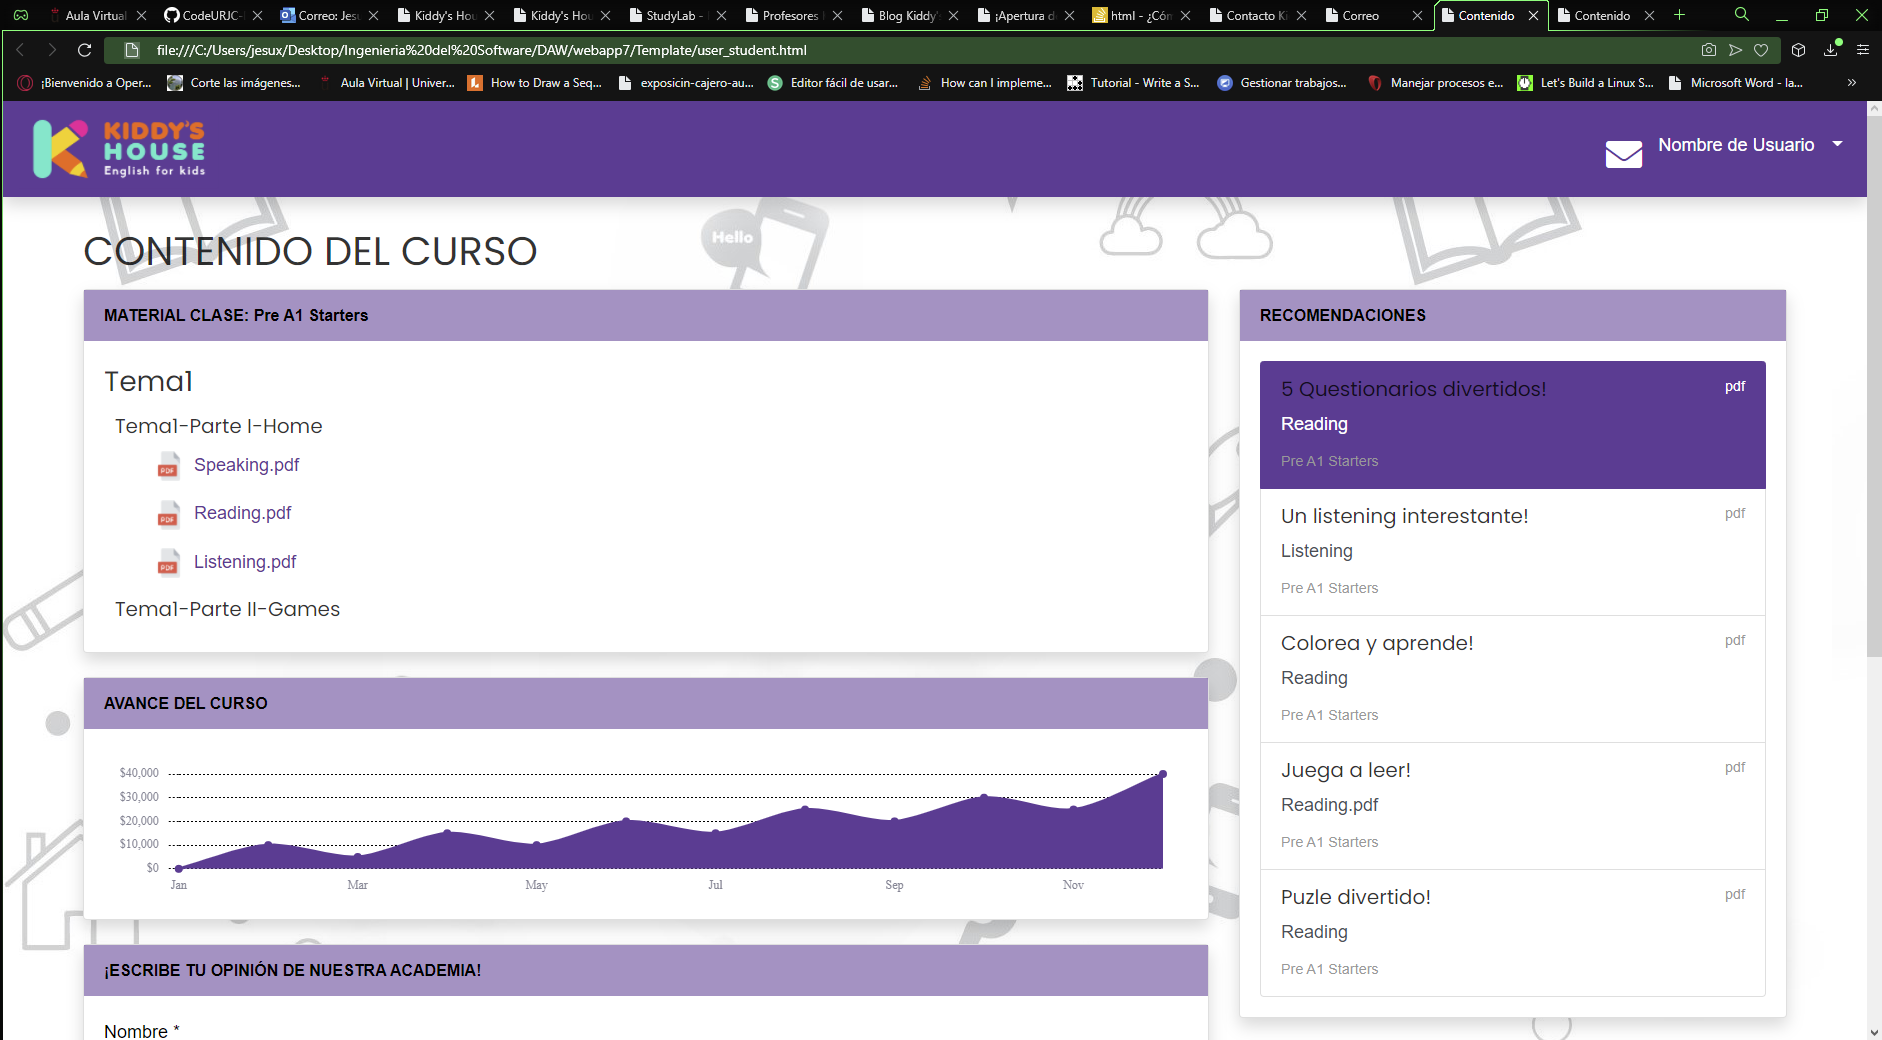 Aula Virtual
CodeURJC-
Correo: Jesu
Kiddy's Hou
Kiddy's Hou
StudyLab -
Profesores
Blog Kiddy'
¡Apertura d
html - ¿Cóm
Contacto Ki
Correo
Contenido
Contenido
file:///C:/Users/jesux/Desktop/Ingenieria%20del%20Software/DAW/webapp7/Template/user_student.html
¡Bienvenido a Oper...
Corte las imágenes...
Aula Virtual | Univer...
How to Draw a Seq...
exposicin-cajero-au...
Editor fácil de usar...
How can I impleme...
Tutorial - Write a S...
Gestionar trabajos...
Manejar procesos e...
Let's Build a Linux S...
Microsoft Word - la...
KIDDY'S
HOUSE
English for kids
Nombre de Usuario
Hello
CONTENIDO DEL CURSO
MATERIAL CLASE: Pre A1 Starters
Tema1
Tema1-Parte I-Home
PDF Speaking.pdf
PDF Reading.pdf
PDF Listening.pdf
Tema1-Parte II-Games
AVANCE DEL CURSO
$40,000
$30,000
$20,000
$10,000
$0
Jan Mar May Jul Sep Nov
¡ESCRIBE TU OPINIÓN DE NUESTRA ACADEMIA!
Nombre *
RECOMENDACIONES
5 Questionarios divertidos! pdf
Reading
Pre A1 Starters
Un listening interestante! pdf
Listening
Pre A1 Starters
Colorea y aprende! pdf
Reading
Pre A1 Starters
Juega a leer! pdf
Reading.pdf
Pre A1 Starters
Puzle divertido! pdf
Reading
Pre A1 Starters